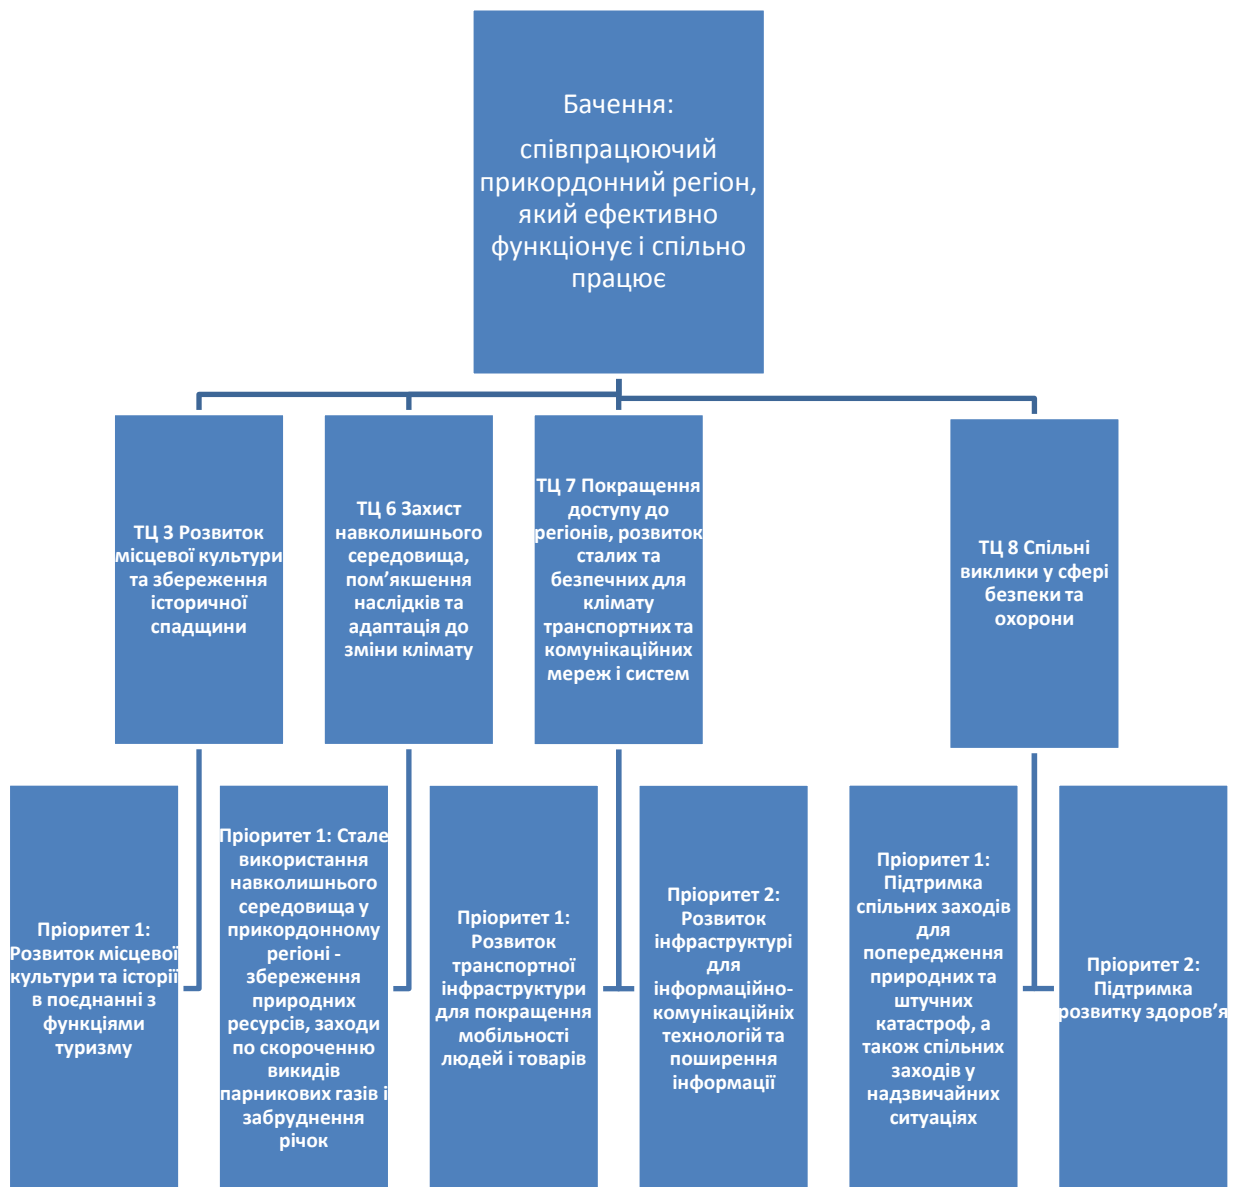 Бачення:
співпрацюючий
прикордонний регіон,
який ефективно
функціонує і спільно
працює
ТЦ 3 Розвиток
місцевої культури
та збереження
історичної
спадщини
ТЦ 6 Захист
навколишнього
середовища,
пом’якшення
наслідків та
адаптація до
зміни клімату
ТЦ 7 Покращення
доступу до
регіонів, розвиток
сталих та
безпечних для
клімату
транспортних та
комунікаційних
мереж і систем
ТЦ 8 Спільні
виклики у сфері
безпеки та
охорони
Пріоритет 1:
Розвиток місцевої
культури та історії
в поєднанні з
функціями
туризму
Пріоритет 1: Стале
використання
навколишнього
середовища у
прикордонному
регіоні -
збереження
природних
ресурсів, заходи
по скороченню
викидів
парникових газів і
забруднення
річок
Пріоритет 1:
Розвиток
транспортної
інфраструктури
для покращення
мобільності
людей і товарів
Пріоритет 2:
Розвиток
інфраструктурі
для
інформаційно-
комунікаційніх
технологій та
поширення
інформації
Пріоритет 1:
Підтримка
спільних заходів
для
попередження
природних та
штучних
катастроф, а
також спільних
заходів у
надзвичайних
ситуаціях
Пріоритет 2:
Підтримка
розвитку здоров’я